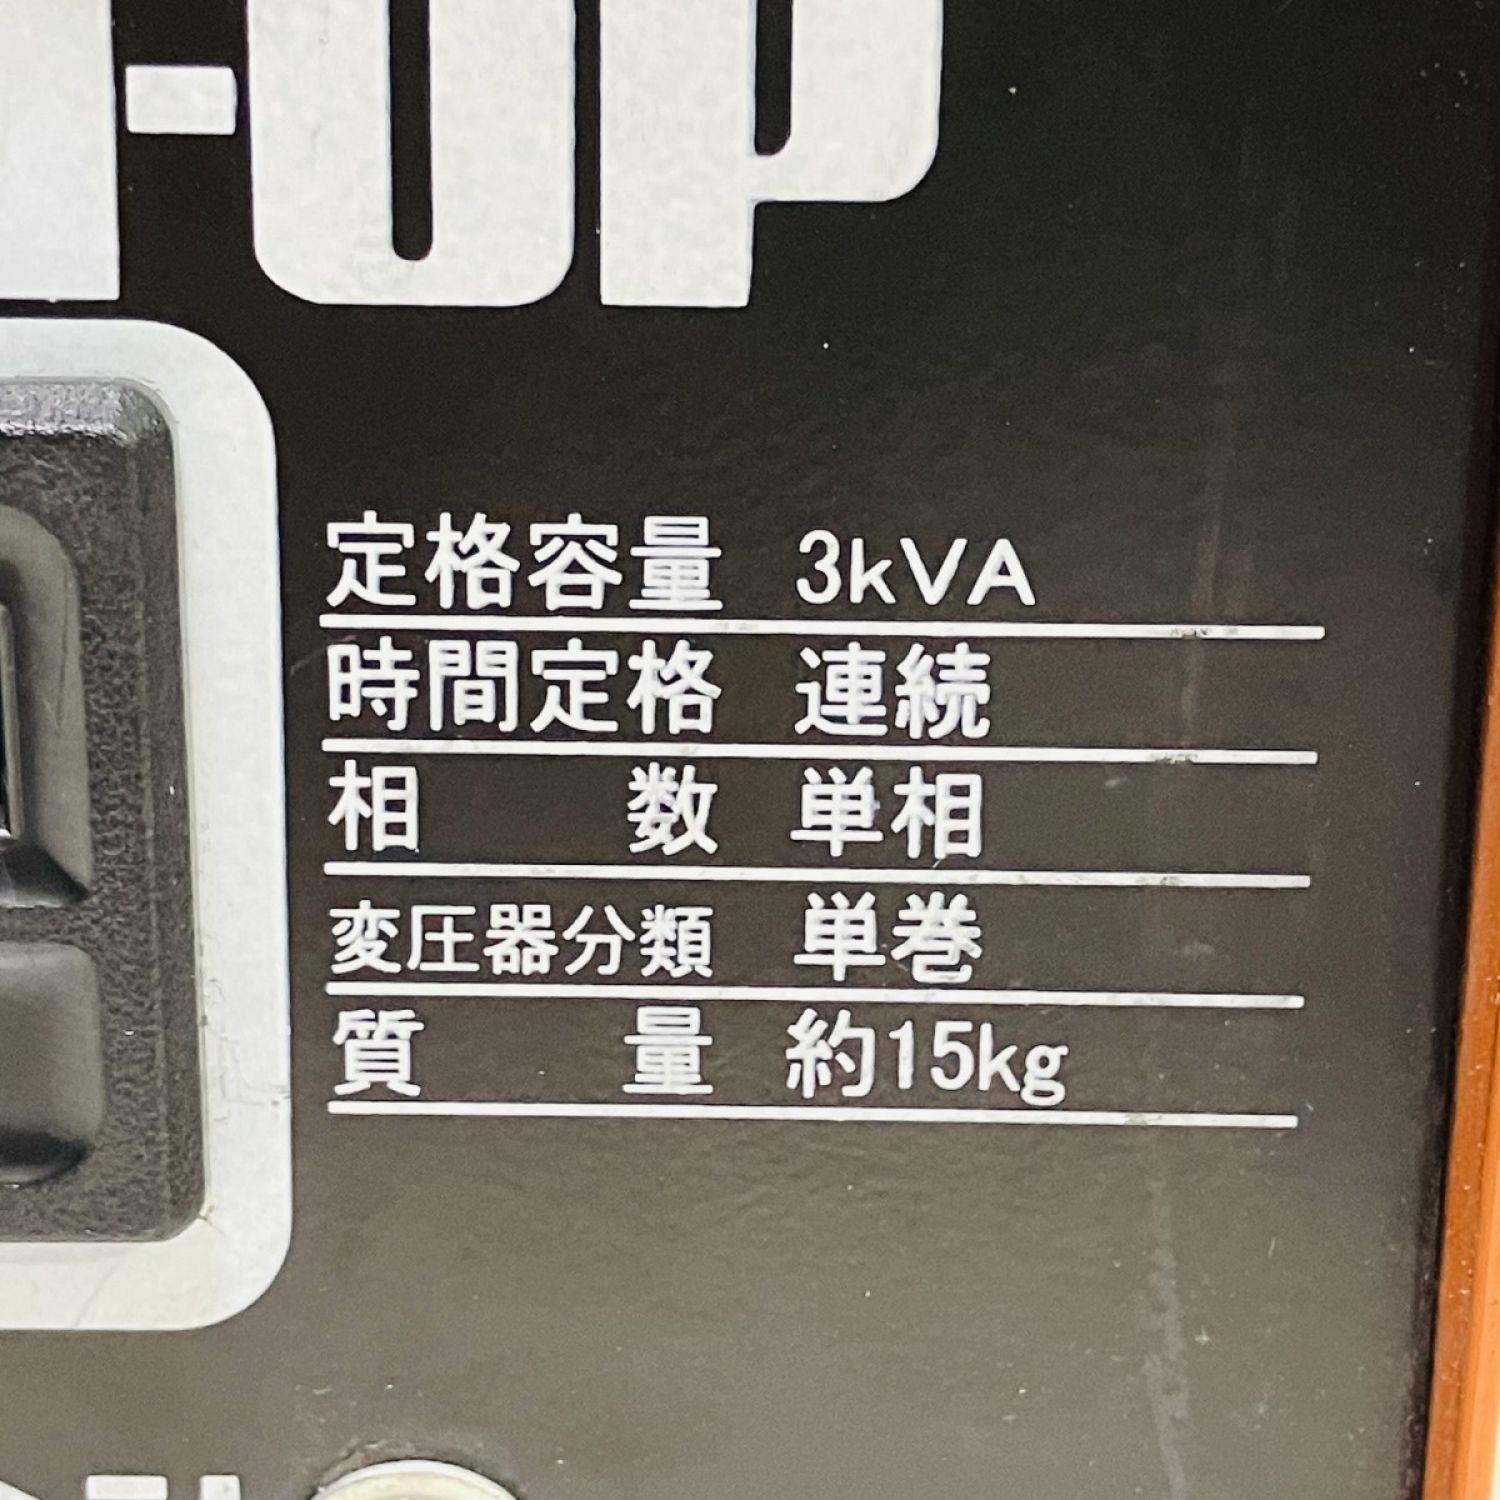 -UP
定格容量 3kVA
時間定格 連続
相数 単相
変圧器分類 単巻
質量 約15kg